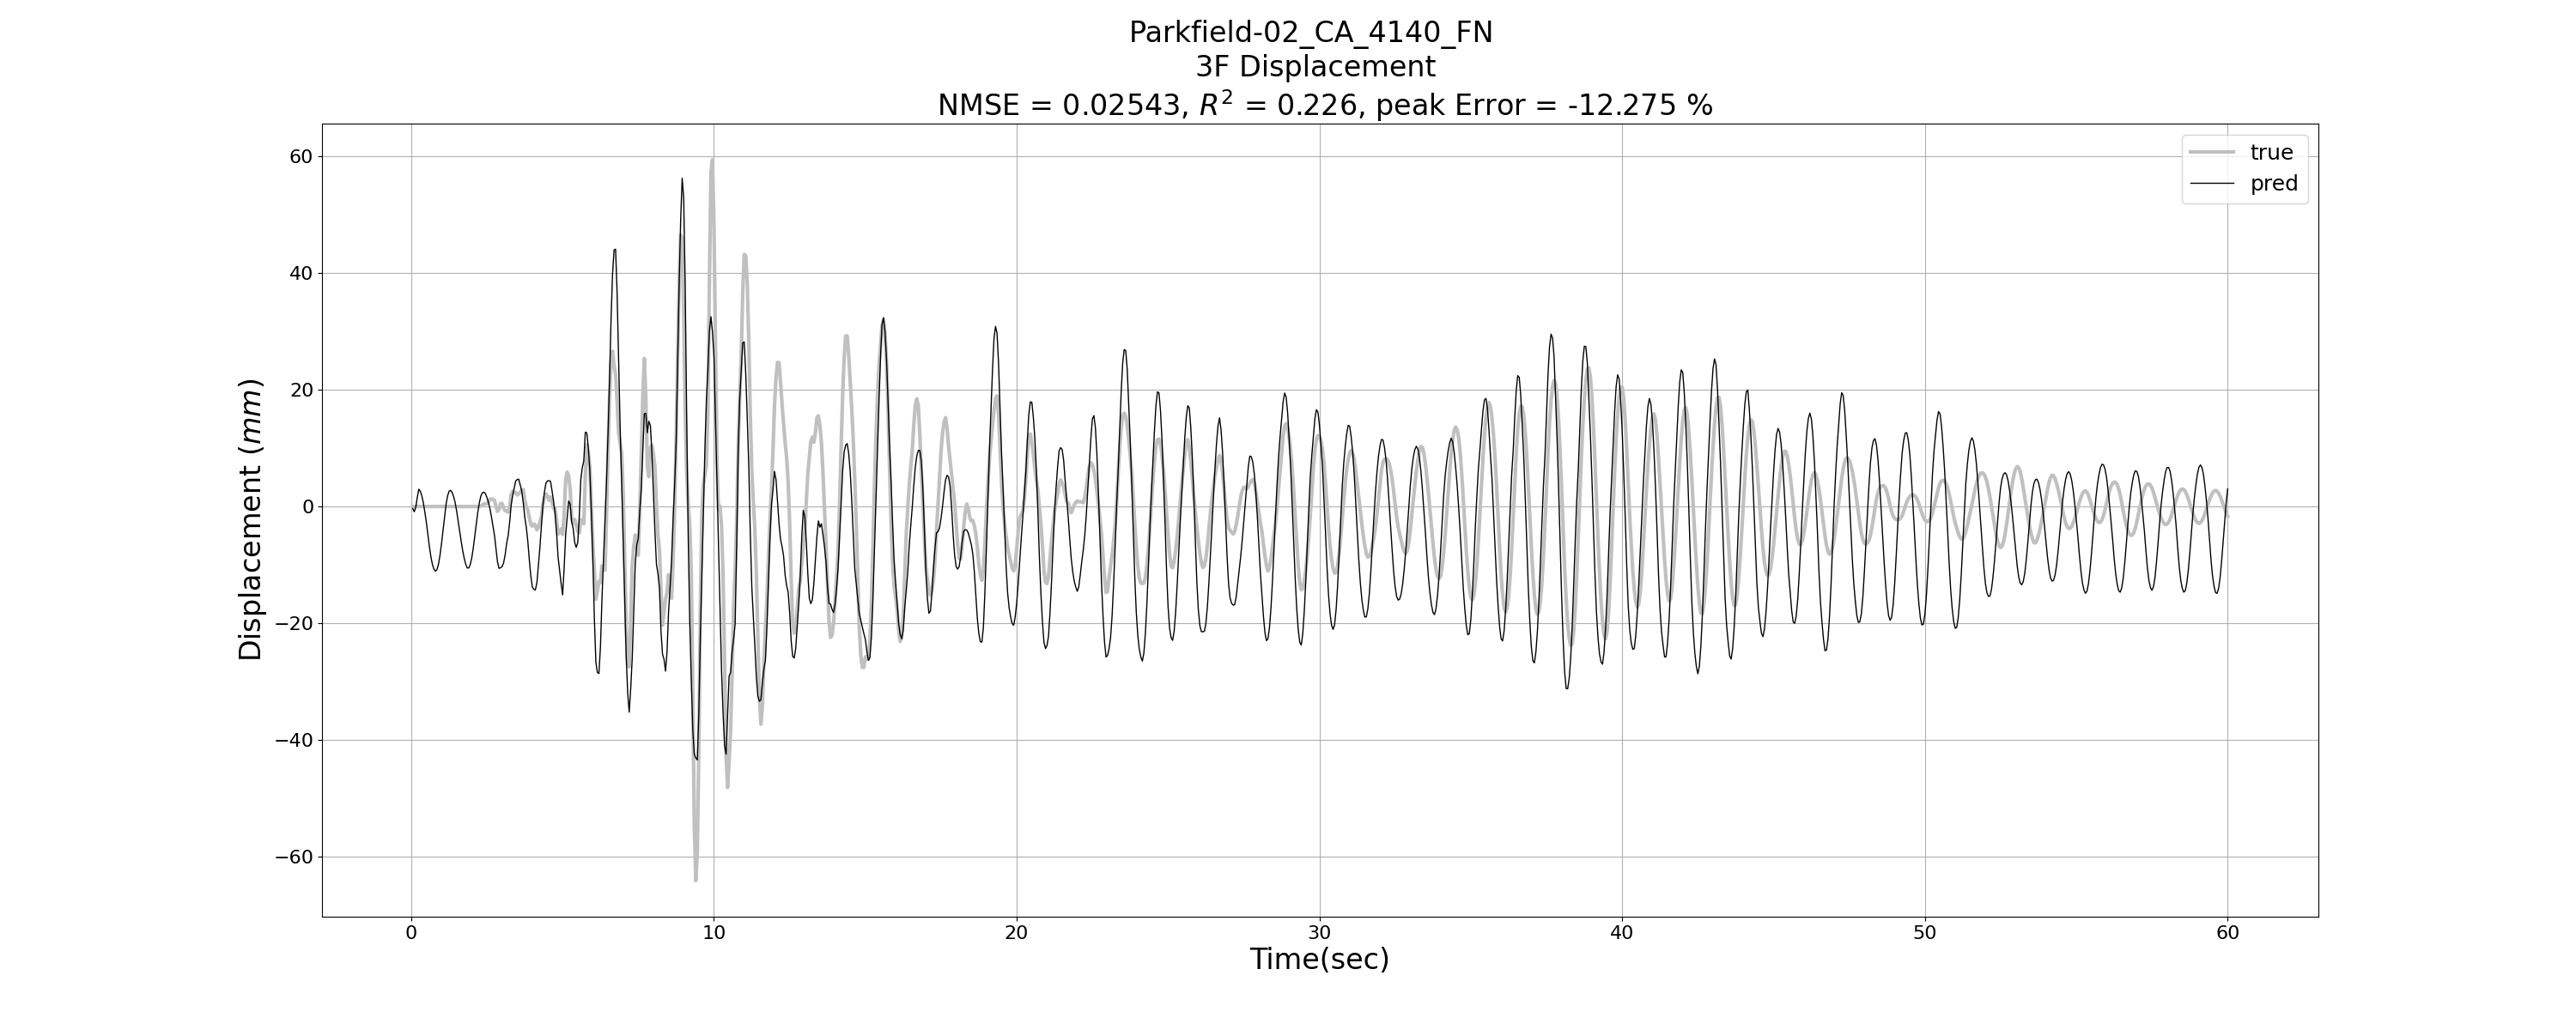 Parkfield-02_CA_4140_FN
3F Displacement
NMSE = 0.02543, R² = 0.226, peak Error = -12.275 %
true
pred
60
40
20
0
−20
−40
−60
Displacement (mm)
0 10 20 30 40 50 60
Time(sec)